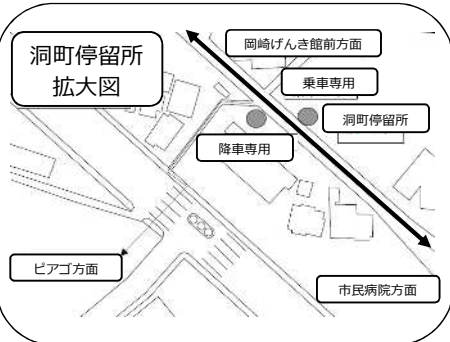 洞町停留所
拡大図
岡崎げんき館前方面
乗車専用
洞町停留所
降車専用
ピアゴ方面
市民病院方面